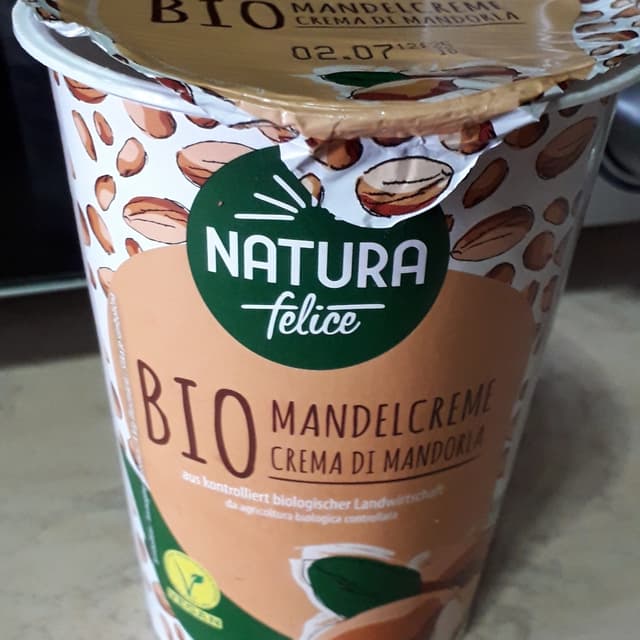 BIO MANDELCREME
CREMA DI MANDORLA
02.07
NATURA
felice
BIO MANDELCREME
CREMA DI MANDORLA
aus kontrolliert biologischer Landwirtschaft
da agricoltura biologica controllata